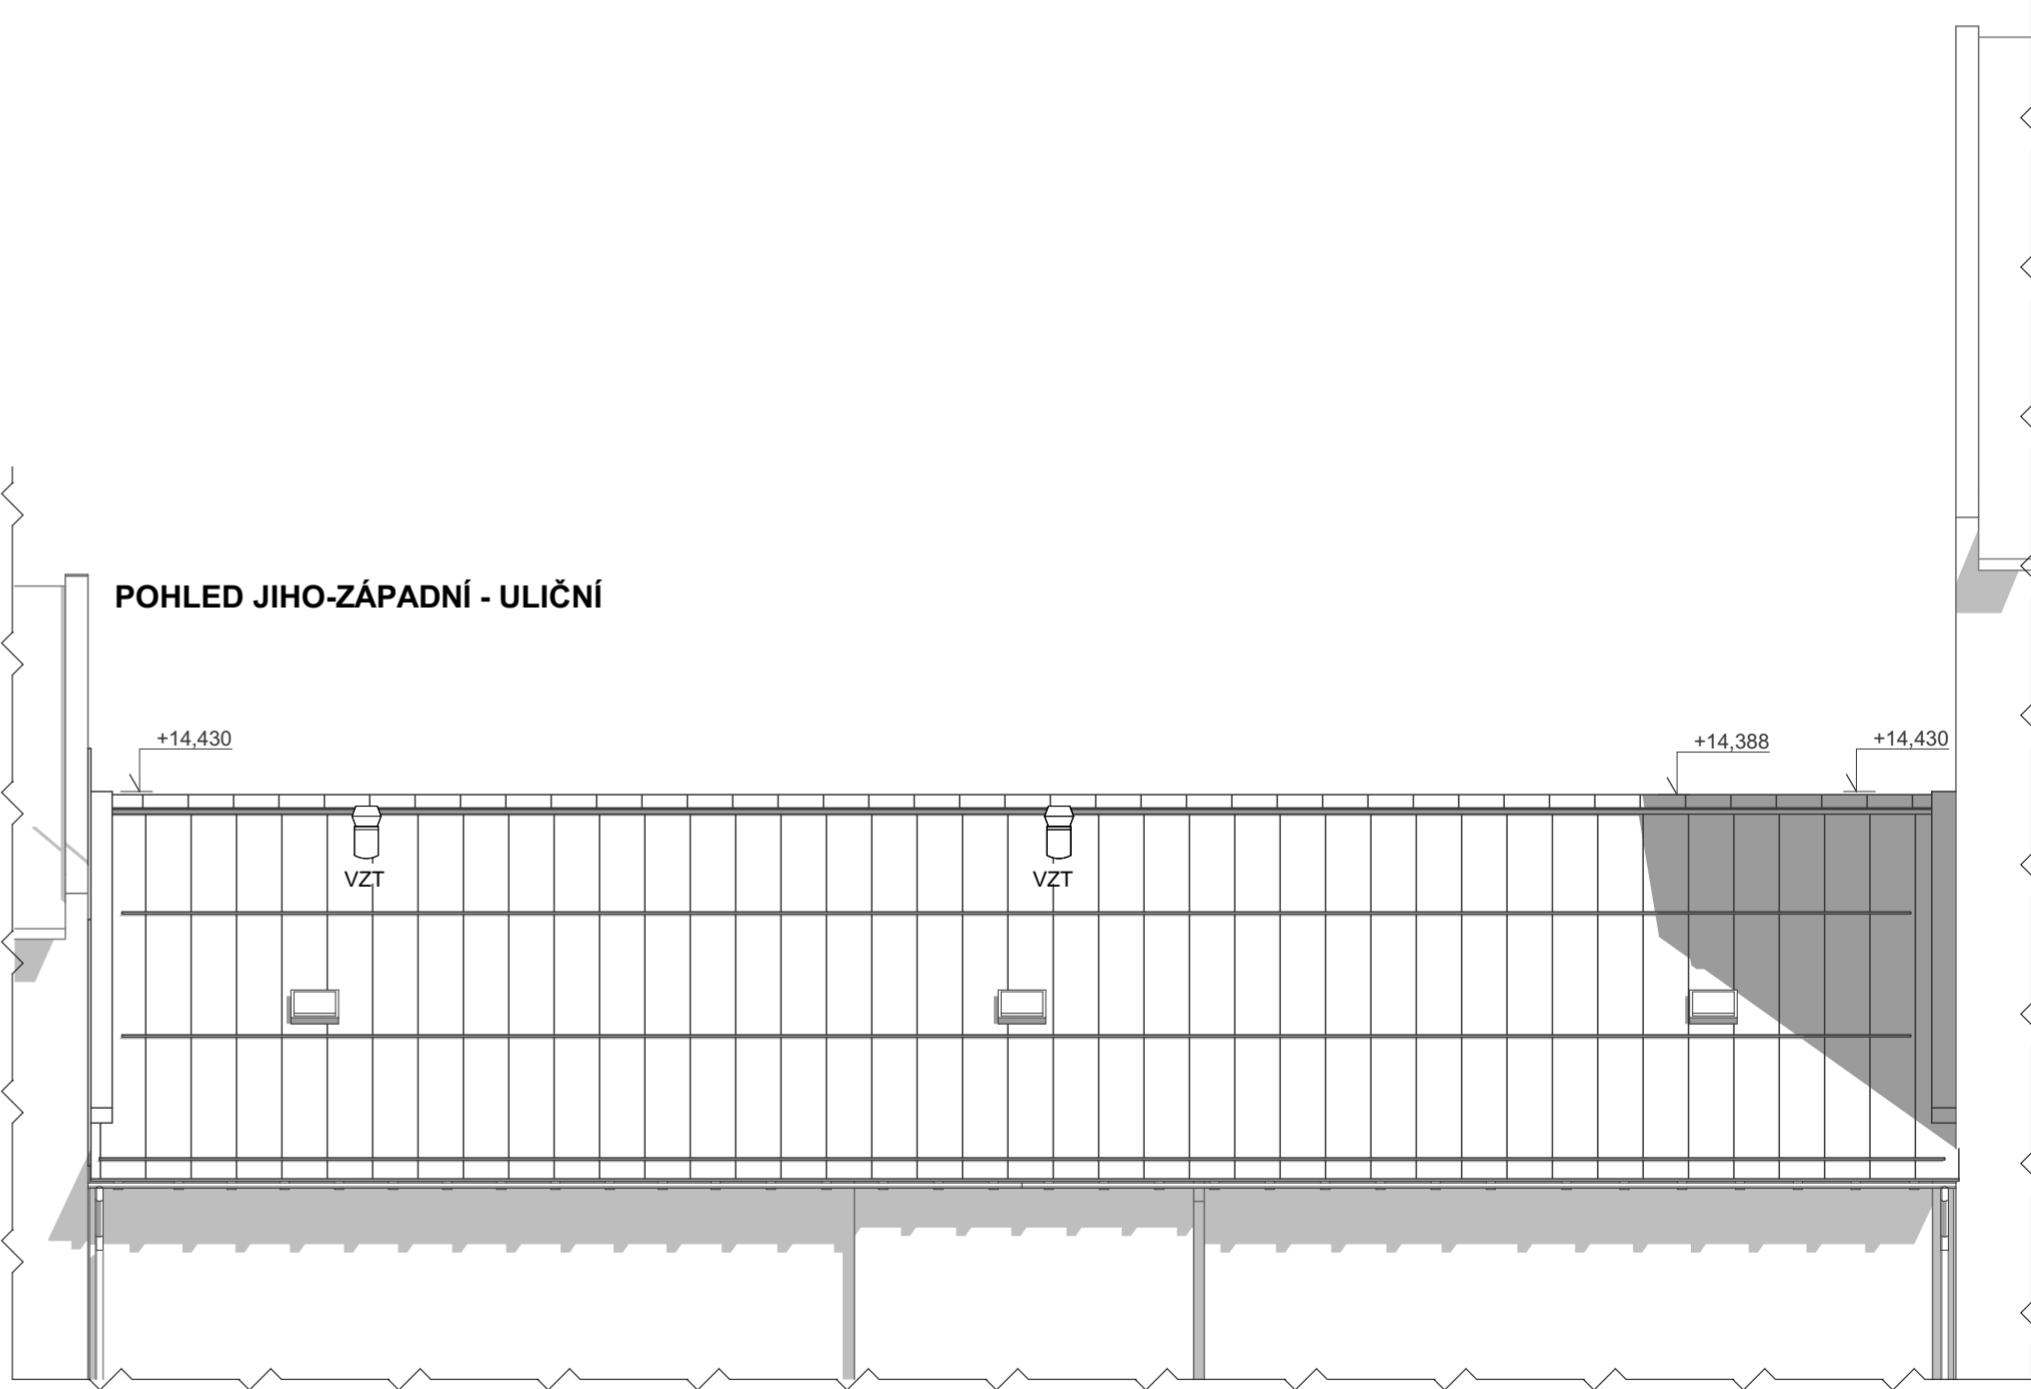 POHLED JIHO-ZÁPADNÍ - ULIČNÍ
+14,430
+14,388
+14,430
VZT
VZT